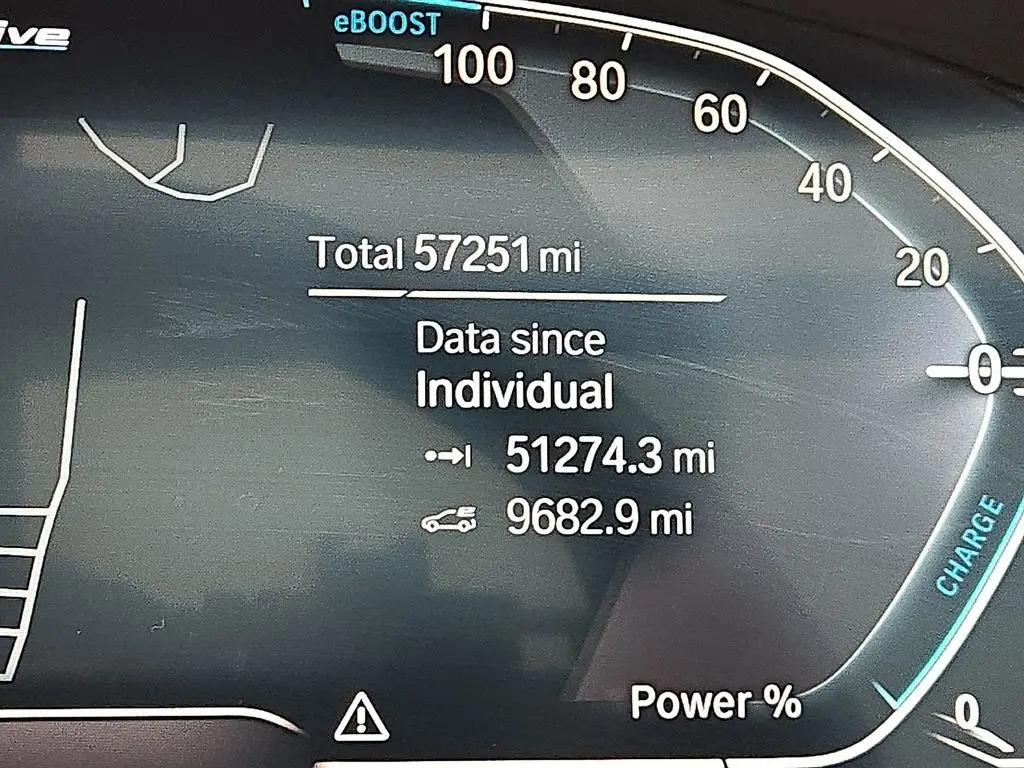 eBOOST
100
80
60
40
20
0
Total 57251 mi
Data since
Individual
51274.3 mi
9682.9 mi
CHARGE
Power %
0